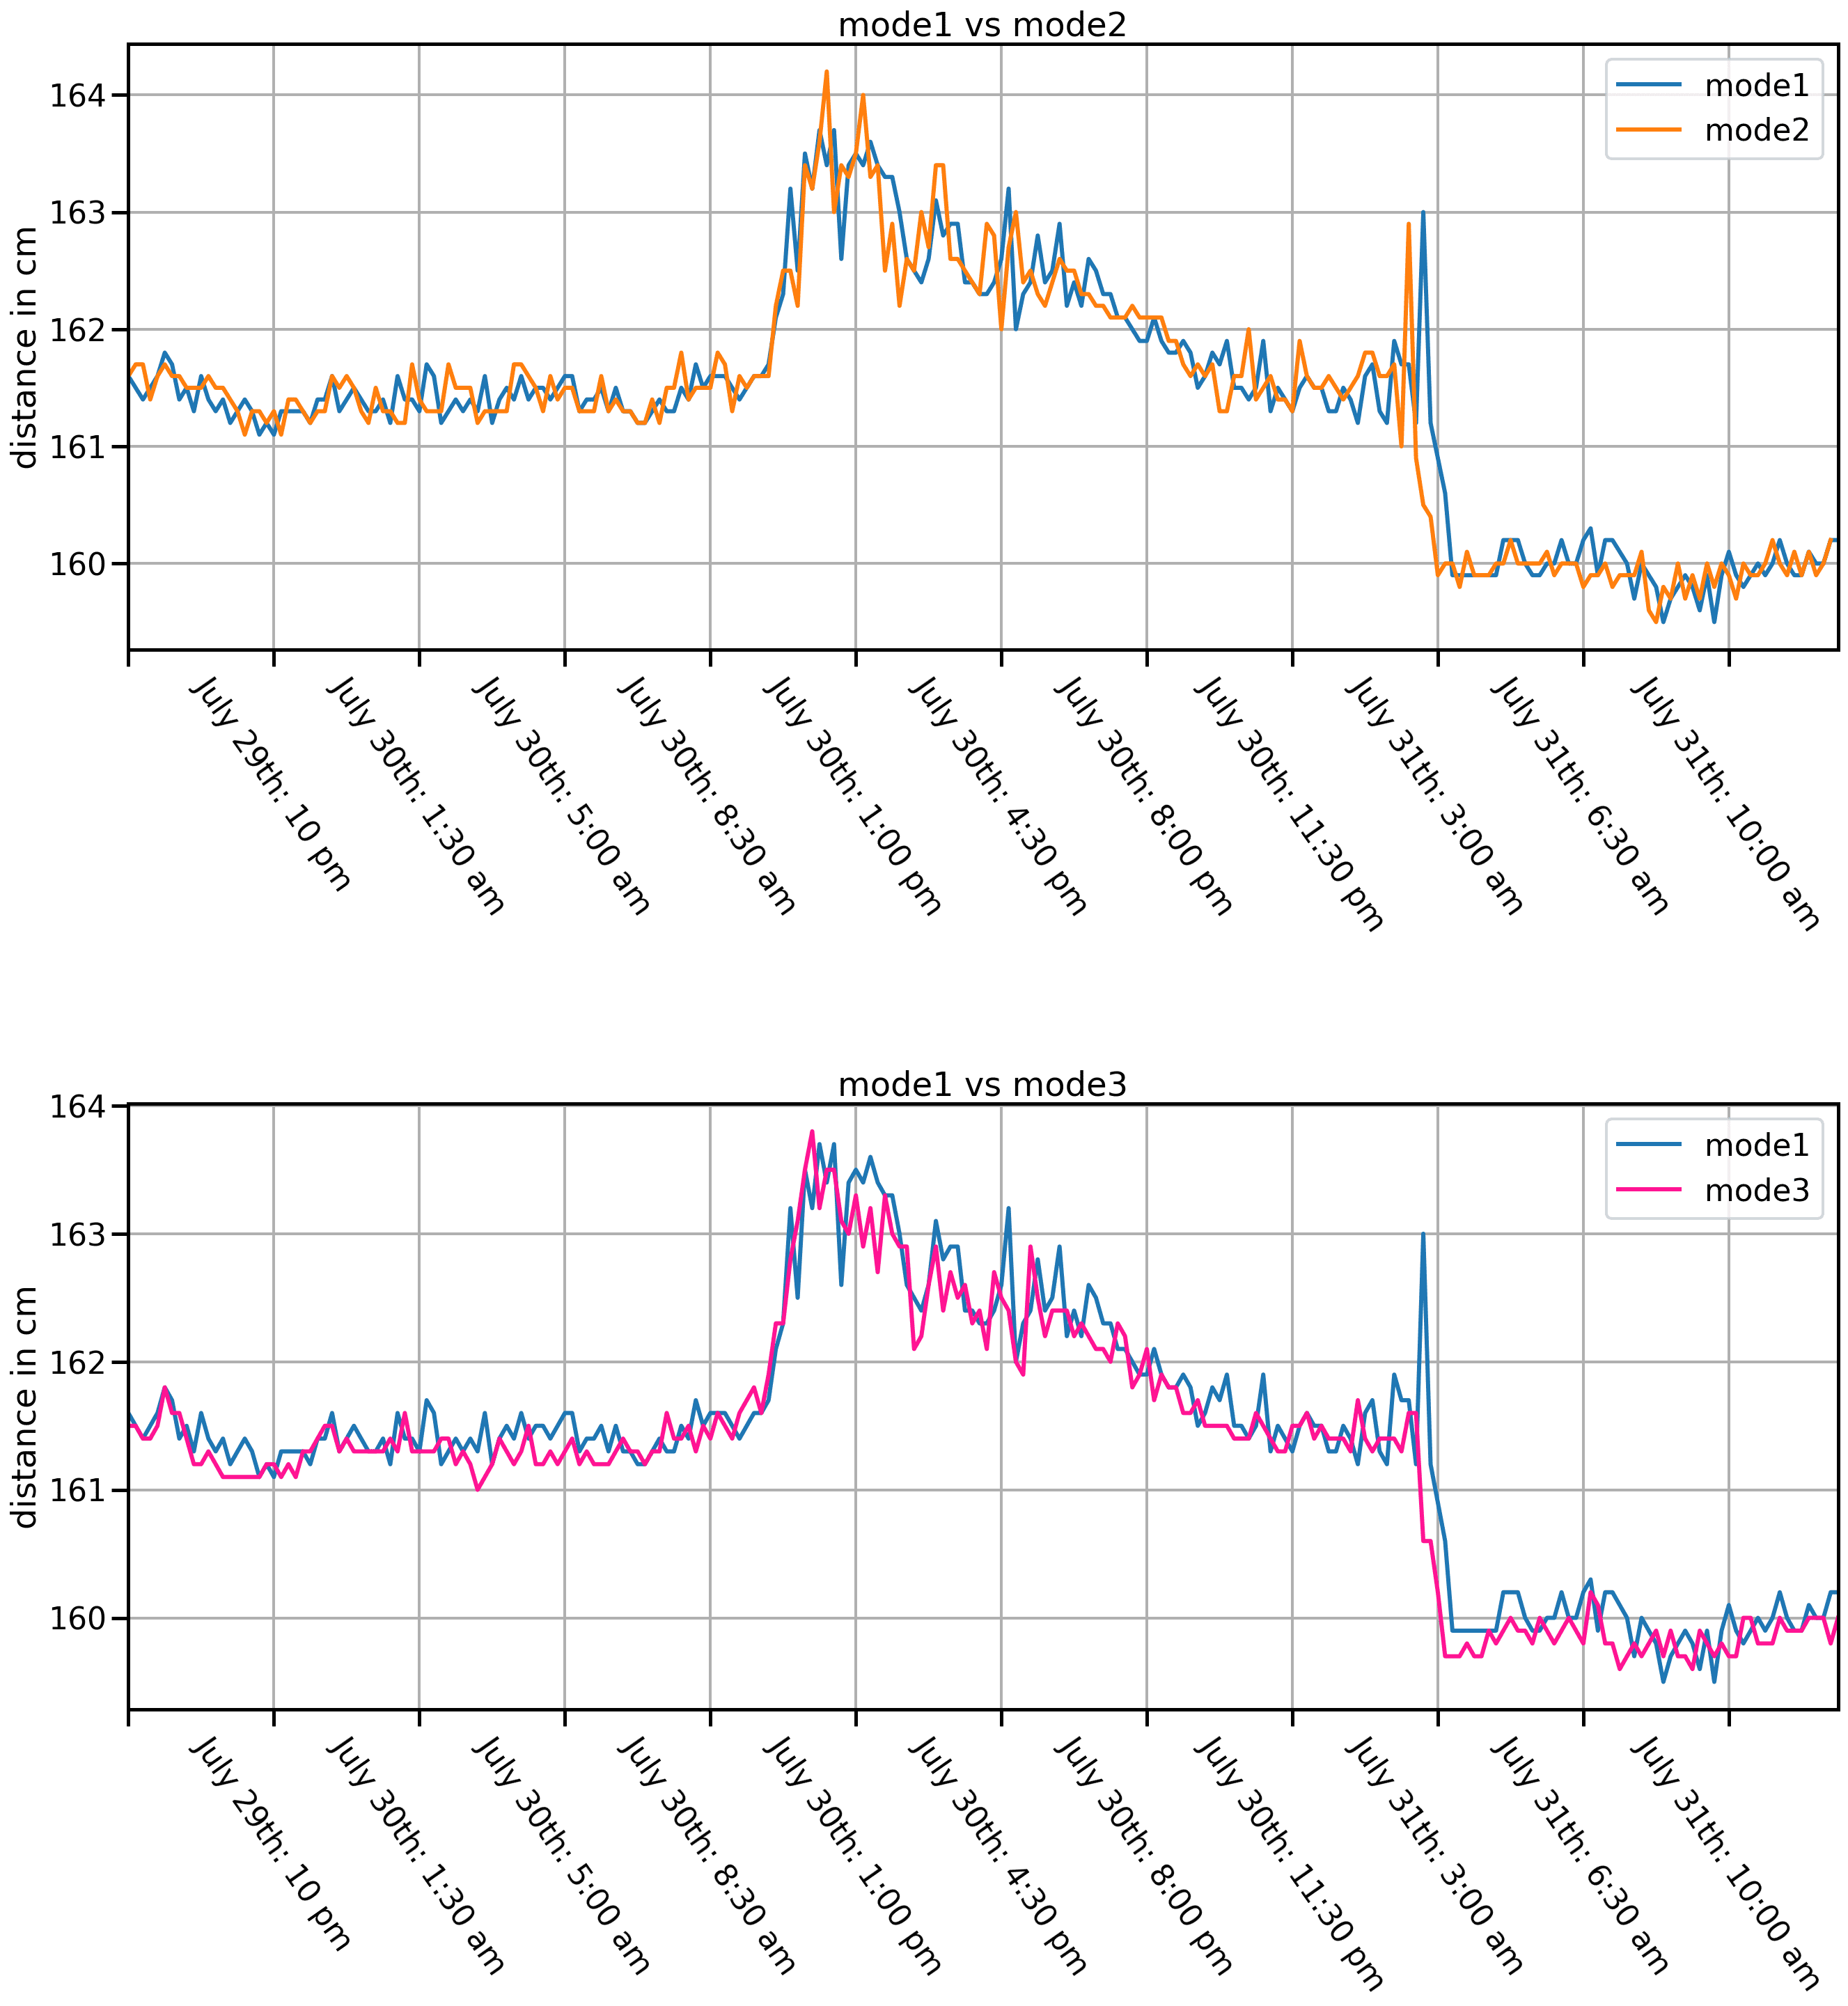 mode1 vs mode2
distance in cm
164
163
162
161
160
mode1
mode2
July 29th: 10 pm
July 30th: 1:30 am
July 30th: 5:00 am
July 30th: 8:30 am
July 30th: 1:00 pm
July 30th: 4:30 pm
July 30th: 8:00 pm
July 30th: 11:30 pm
July 31th: 3:00 am
July 31th: 6:30 am
July 31th: 10:00 am
mode1 vs mode3
distance in cm
164
163
162
161
160
mode1
mode3
July 29th: 10 pm
July 30th: 1:30 am
July 30th: 5:00 am
July 30th: 8:30 am
July 30th: 1:00 pm
July 30th: 4:30 pm
July 30th: 8:00 pm
July 30th: 11:30 pm
July 31th: 3:00 am
July 31th: 6:30 am
July 31th: 10:00 am